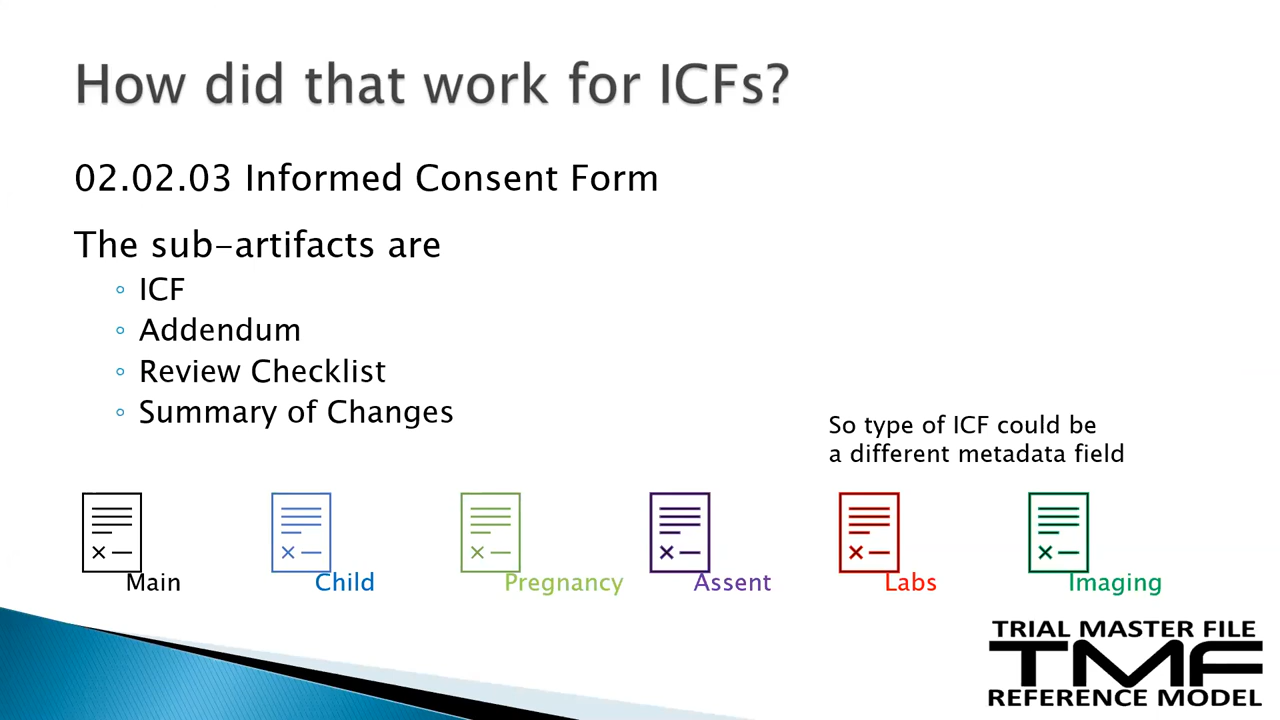 How did that work for ICFs?
02.02.03 Informed Consent Form
The sub-artifacts are
ICF
Addendum
Review Checklist
Summary of Changes
So type of ICF could be
a different metadata field
Main
Child
Pregnancy
Assent
Labs
Imaging
TRIAL MASTER FILE
TMF
REFERENCE MODEL